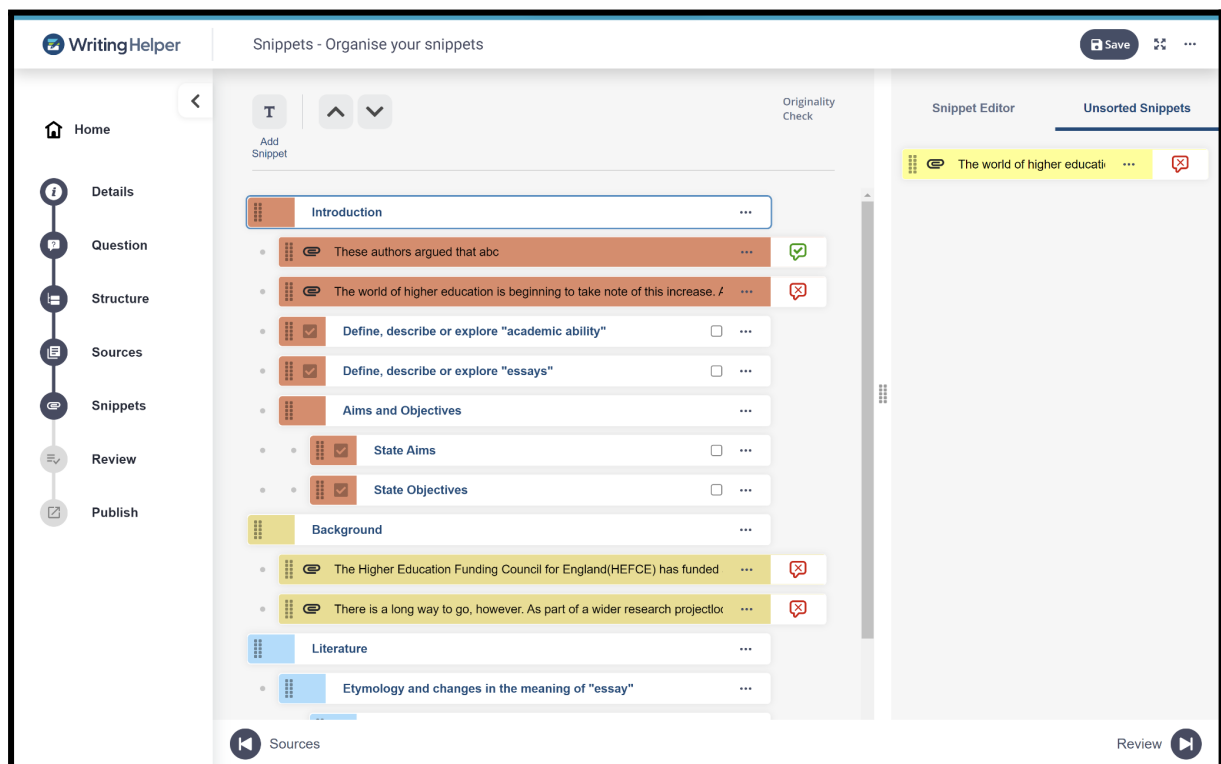 WritingHelper
Snippets - Organise your snippets
Save
Home
Details
Question
Structure
Sources
Snippets
Review
Publish
T
Add
Snippet
Originality
Check
Introduction
These authors argued that abc
The world of higher education is beginning to take note of this increase. A
Define, describe or explore "academic ability"
Define, describe or explore "essays"
Aims and Objectives
State Aims
State Objectives
Background
The Higher Education Funding Council for England(HEFCE) has funded
There is a long way to go, however. As part of a wider research
Literature
Etymology and changes in the meaning of "essay"
Snippet Editor
Unsorted Snippets
The world of higher
Sources
Review